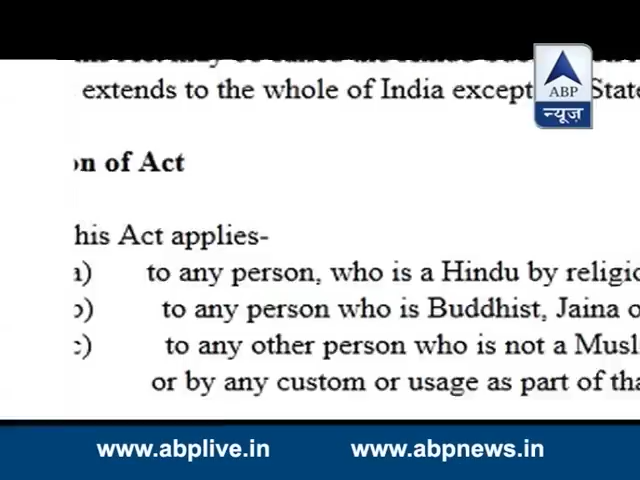 extends to the whole of India except
State
ABP
न्यूज़
on of Act
his Act applies-
a) to any person, who is a Hindu by religio
b) to any person who is Buddhist, Jaina o
c) to any other person who is not a Musl
or by any custom or usage as part of tha
www.abplive.in www.abpnews.in